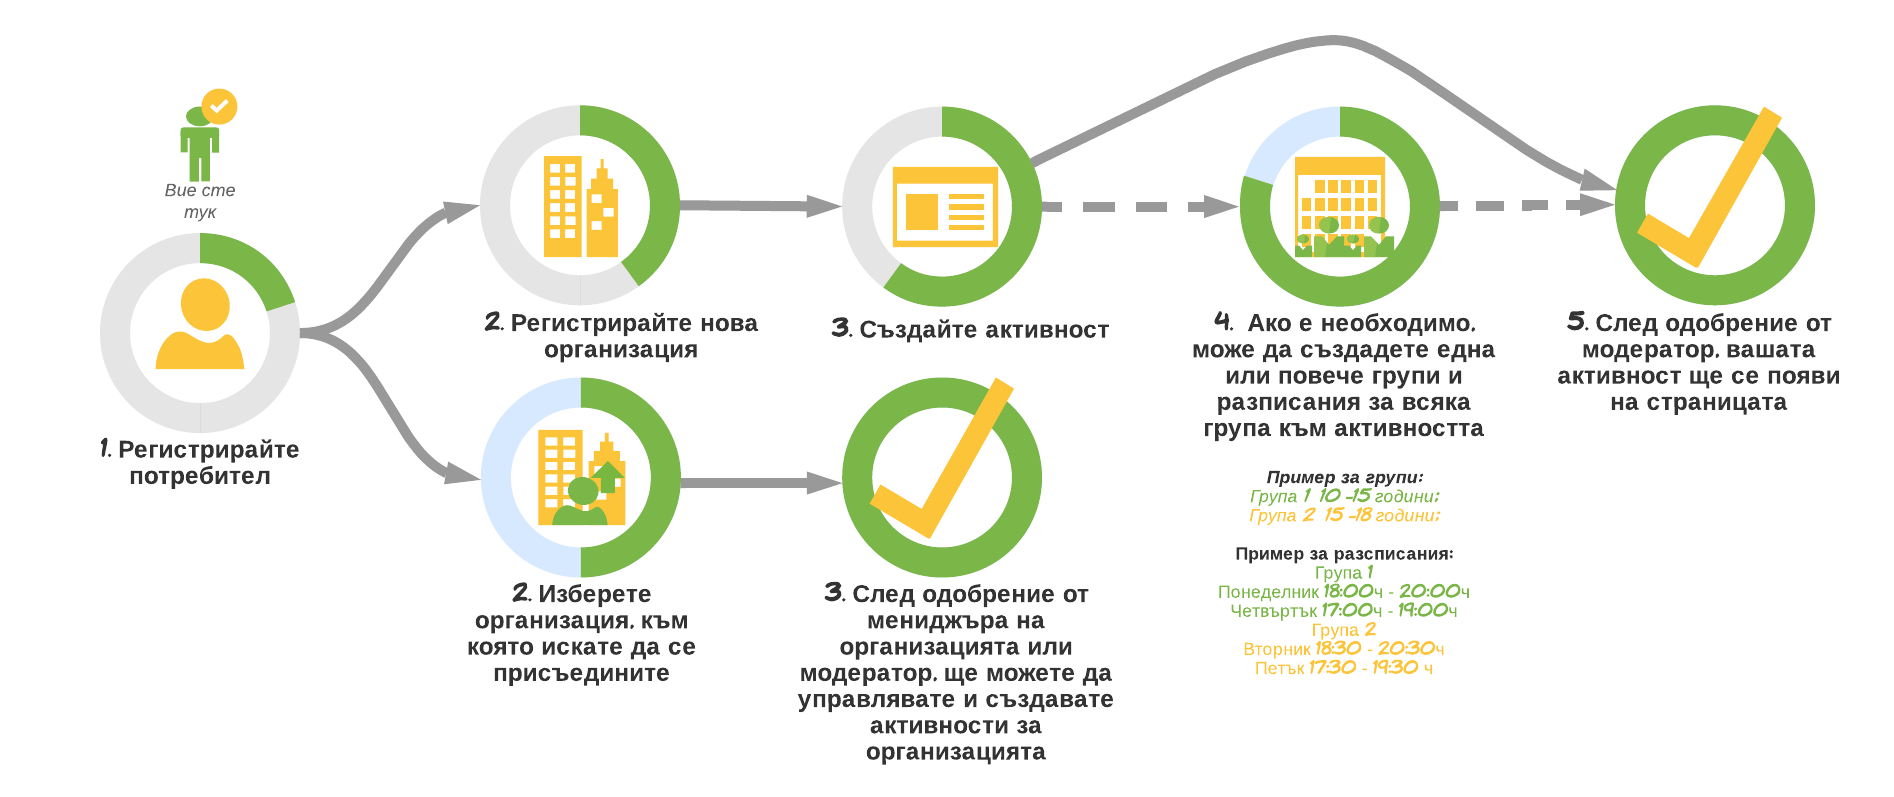 Вие сте
тук
1. Регистрирайте
потребител
2. Регистрирайте нова
организация
3. Създайте активност
4. Ако е необходимо,
може да създадете една
или повече групи и
разписания за всяка
група към активността
5. След одобрение от
модератор, вашата
активност ще се появи
на страницата
Пример за групи:
Група 1 10 -15 години;
Група 2 15 -18 години;
Пример за разсписания:
Група 1
Понеделник 18:00ч - 20:00ч
Четвъртък 17:00ч - 19:00ч
Група 2
Вторник 18:30 - 20:30ч
Петък 17:30 - 19:30 ч
2. Изберете
организация, към
която искате да се
присъедините
3. След одобрение от
мениджъра на
организацията или
модератор, ще можете да
управлявате и създавате
активности за
организацията